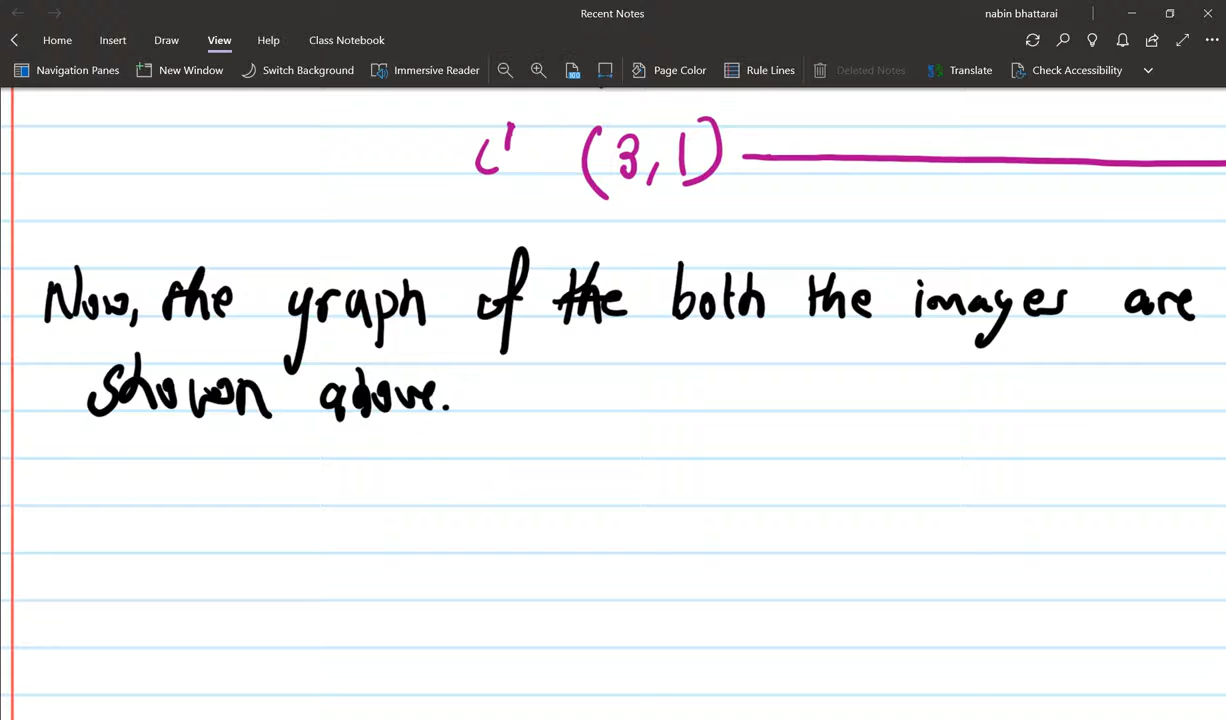 Recent Notes
nabin bhattarai
Home Insert Draw View Help Class Notebook
Navigation Panes New Window Switch Background Immersive Reader 100 Page Color Rule Lines Deleted Notes Translate Check Accessibility
C' (3, 1)
Now, the graph of the both the images are
shown above.